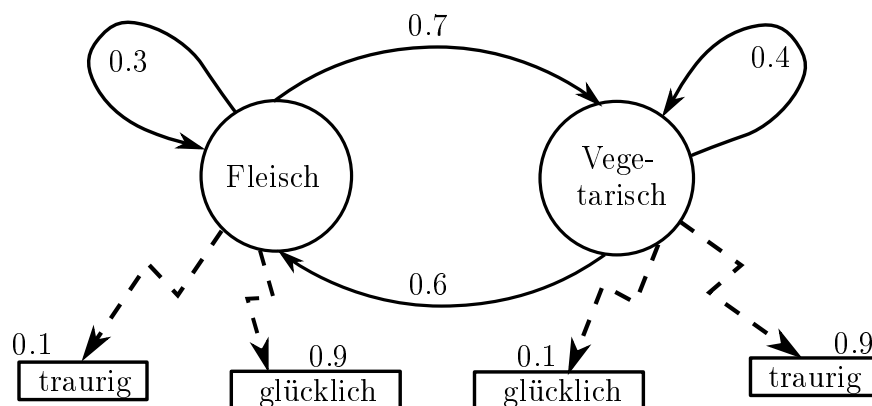 0.7
0.3
0.4
Fleisch
Vege-
tarisch
0.6
0.1
0.9
0.1
0.9
traurig
glücklich
glücklich
traurig